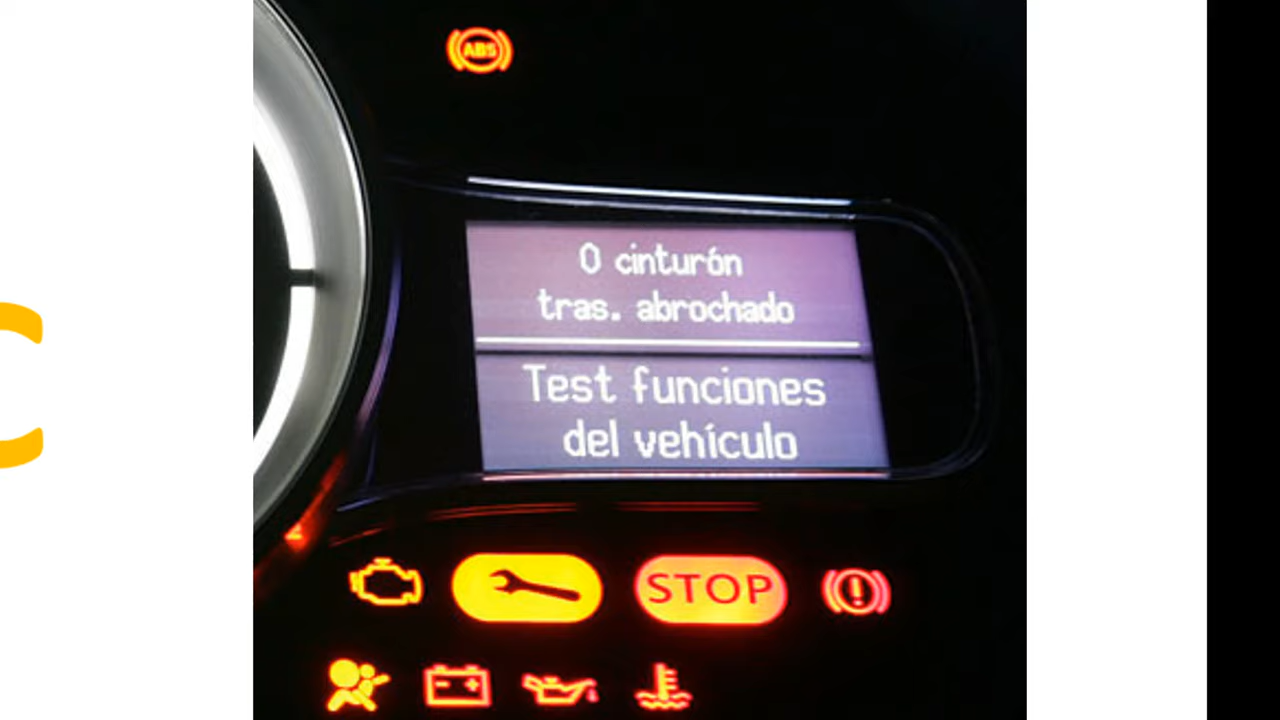 ABS
0 cinturón
tras. abrochado
Test funciones
del vehículo
STOP